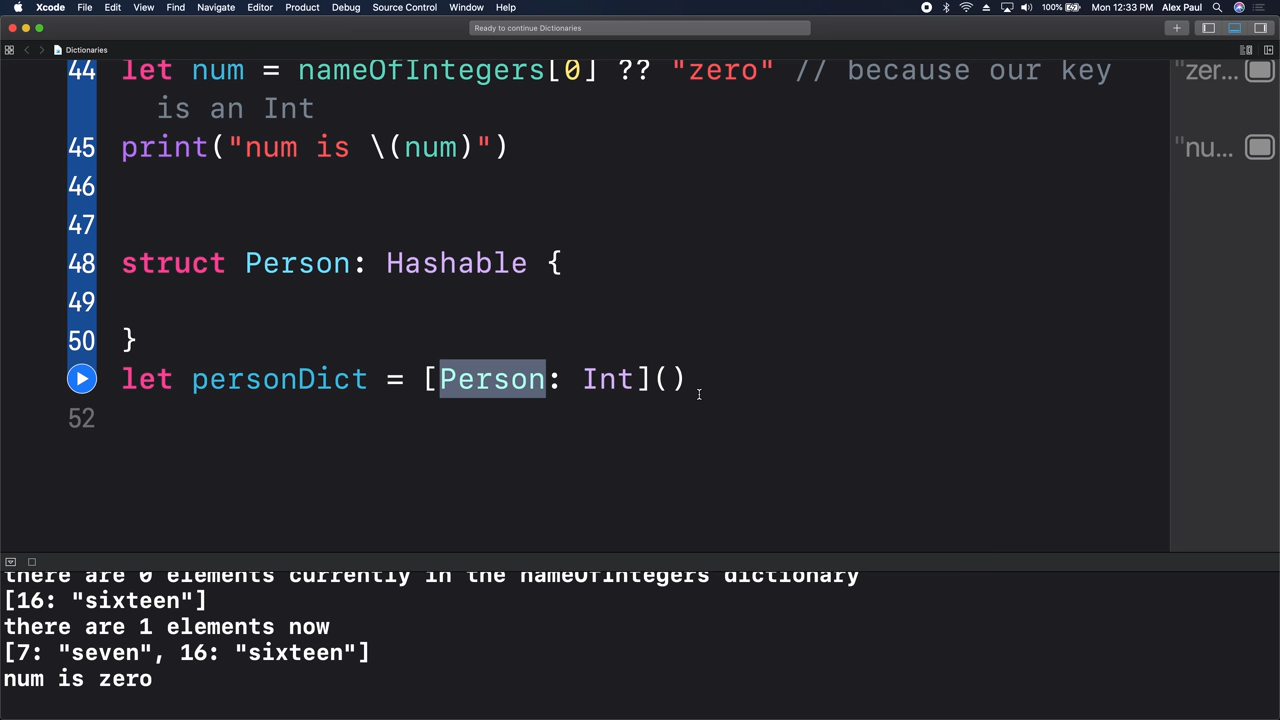 Xcode File Edit View Find Navigate Editor Product Debug Source Control Window Help 100% Mon 12:33 PM Alex Paul
Ready to continue Dictionaries
Dictionaries
44 let num = nameOfIntegers[0] ?? "zero" // because our key "zer...
is an Int
45 print("num is \(num)") "nu...
46
47
48 struct Person: Hashable {
49
50 }
let personDict = [Person: Int]()
52
there are 0 elements currently in the nameOfIntegers dictionary
[16: "sixteen"]
there are 1 elements now
[7: "seven", 16: "sixteen"]
num is zero